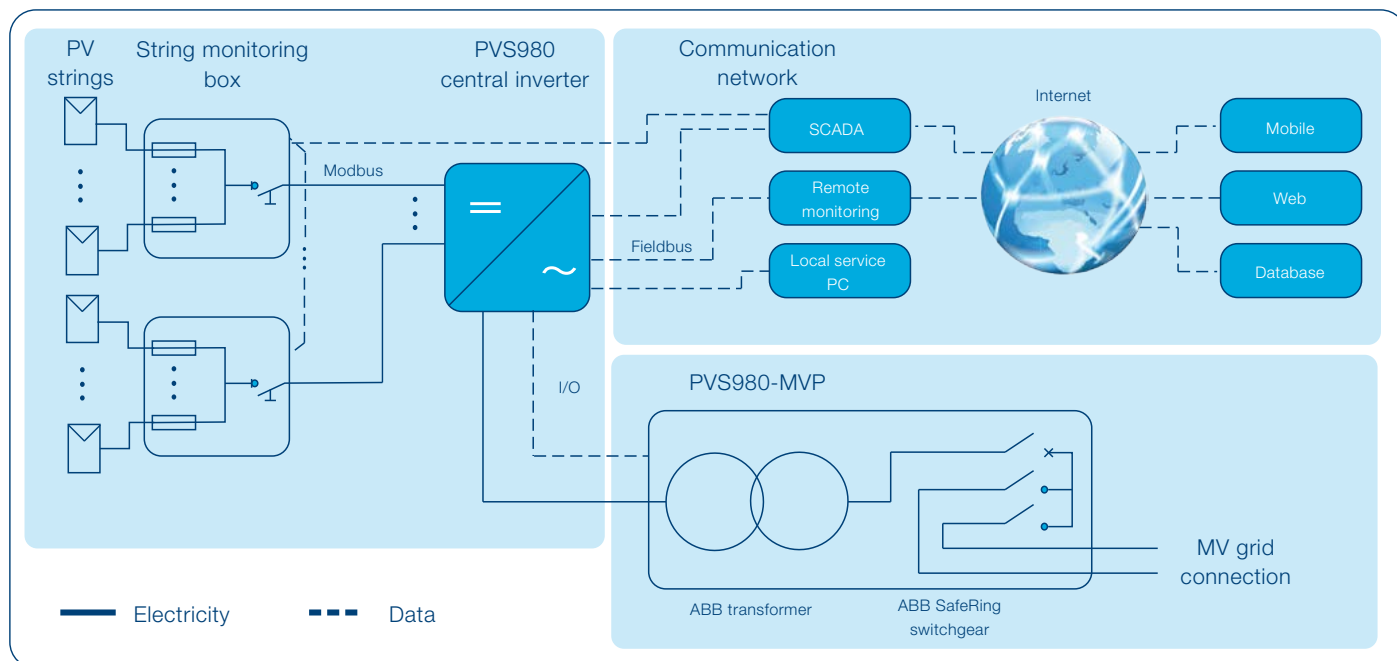 PV
strings
String monitoring
box
PVS980
central inverter
Modbus
Fieldbus
I/O
Communication
network
SCADA
Remote
monitoring
Local service
PC
Internet
Mobile
Web
Database
PVS980-MVP
ABB transformer
ABB SafeRing
switchgear
MV grid
connection
Electricity
Data